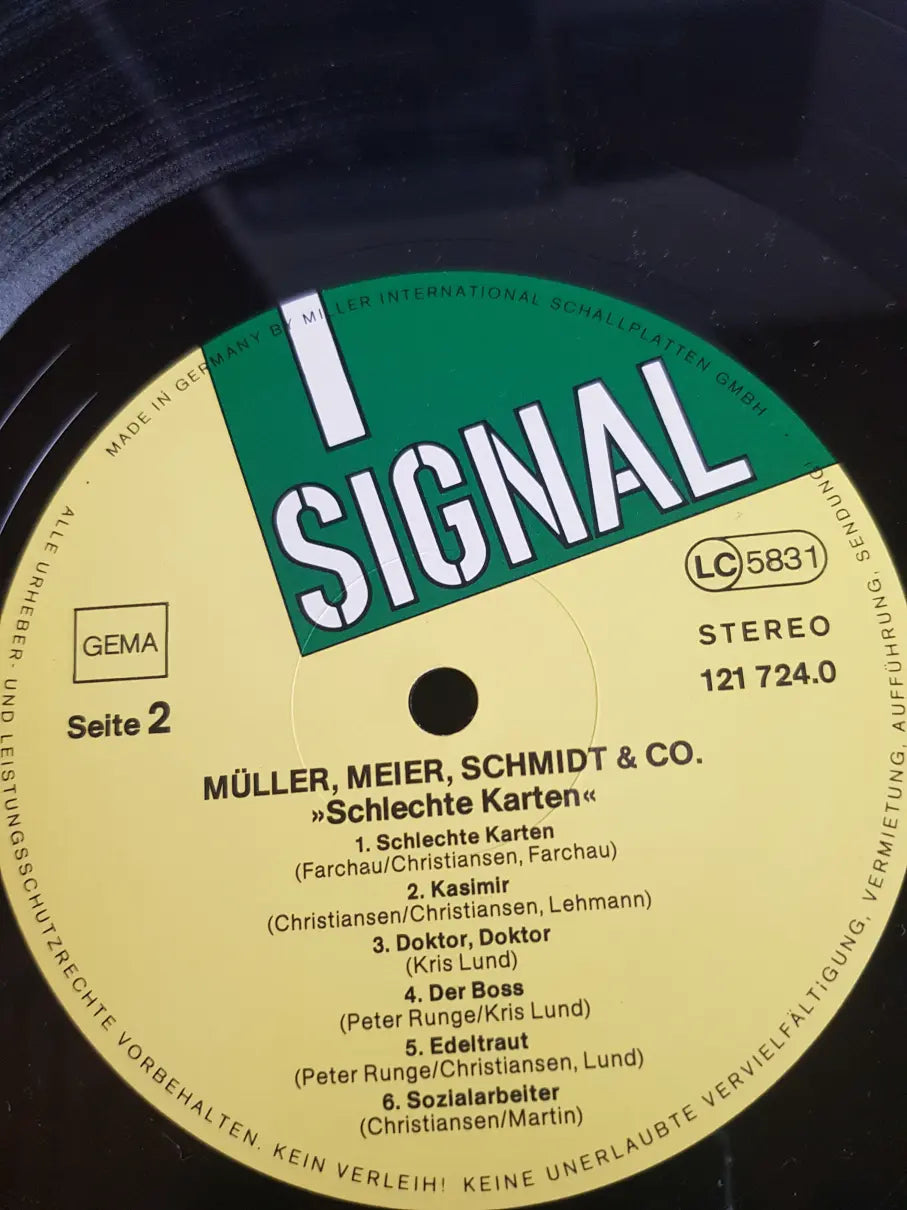 MADE IN GERMANY BY MILLER INTERNATIONAL SCHALLPLATTEN GMBH
SIGNAL
LC 5831
STEREO
121 724.0
GEMA
Seite 2
MÜLLER, MEIER, SCHMIDT & CO.
»Schlechte Karten«
1. Schlechte Karten
(Farchau/Christiansen, Farchau)
2. Kasimir
(Christiansen/Christiansen, Lehmann)
3. Doktor, Doktor
(Kris Lund)
4. Der Boss
(Peter Runge/Kris Lund)
5. Edeltraut
(Peter Runge/Christiansen, Lund)
6. Sozialarbeiter
(Christiansen/Martin)
ALLE URHEBER- UND LEISTUNGSSCHUTZRECHTE VORBEHALTEN. KEIN VERLEIH! KEINE UNERLAUBTE VERVIELFÄLTiGUNG, VERMIETUNG, AUFFÜHRUNG, SENDUNG!